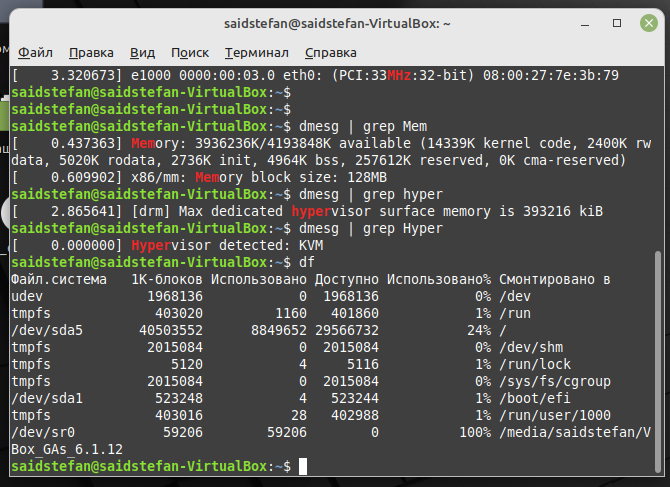 saidstefan@saidstefan-VirtualBox: ~
Файл Правка Вид Поиск Терминал Справка
[    3.320673] e1000 0000:00:03.0 eth0: (PCI:33MHz:32-bit) 08:00:27:7e:3b:79
saidstefan@saidstefan-VirtualBox:~$
saidstefan@saidstefan-VirtualBox:~$
saidstefan@saidstefan-VirtualBox:~$ dmesg | grep Mem
[    0.437363] Memory: 3936236K/4193848K available (14339K kernel code, 2400K rw
data, 5020K rodata, 2736K init, 4964K bss, 257612K reserved, 0K cma-reserved)
[    0.609902] x86/mm: Memory block size: 128MB
saidstefan@saidstefan-VirtualBox:~$ dmesg | grep hyper
[    2.865641] [drm] Max dedicated hypervisor surface memory is 393216 kiB
saidstefan@saidstefan-VirtualBox:~$ dmesg | grep Hyper
[    0.000000] Hypervisor detected: KVM
saidstefan@saidstefan-VirtualBox:~$ df
Файл.система   1K-блоков Использовано Доступно Использовано% Смонтировано в
udev             1968136            0  1968136            0% /dev
tmpfs             403020         1160   401860            1% /run
/dev/sda5       40503552      8849652 29566732           24% /
tmpfs            2015084            0  2015084            0% /dev/shm
tmpfs               5120            4     5116            1% /run/lock
tmpfs            2015084            0  2015084            0% /sys/fs/cgroup
/dev/sda1         523248            4   523244            1% /boot/efi
tmpfs             403016           28   402988            1% /run/user/1000
/dev/sr0           59206        59206        0          100% /media/saidstefan/V
Box_GAs_6.1.12
saidstefan@saidstefan-VirtualBox:~$